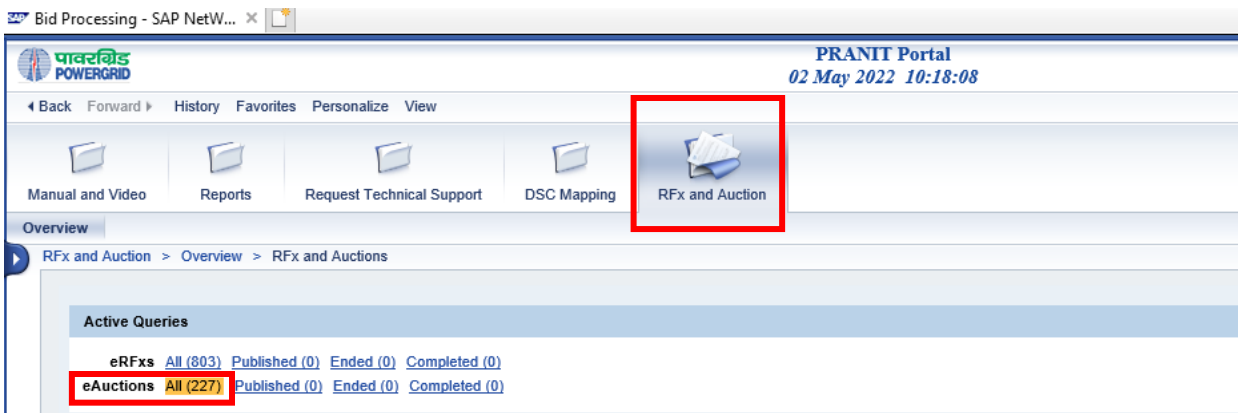 SAP Bid Processing - SAP NetW...
पावरग्रिड
POWERGRID
PRANIT Portal
02 May 2022 10:18:08
Back Forward History Favorites Personalize View
Manual and Video Reports Request Technical Support DSC Mapping RFx and Auction
Overview
RFx and Auction > Overview > RFx and Auctions
Active Queries
eRFxs All (803) Published (0) Ended (0) Completed (0)
eAuctions All (227) Published (0) Ended (0) Completed (0)